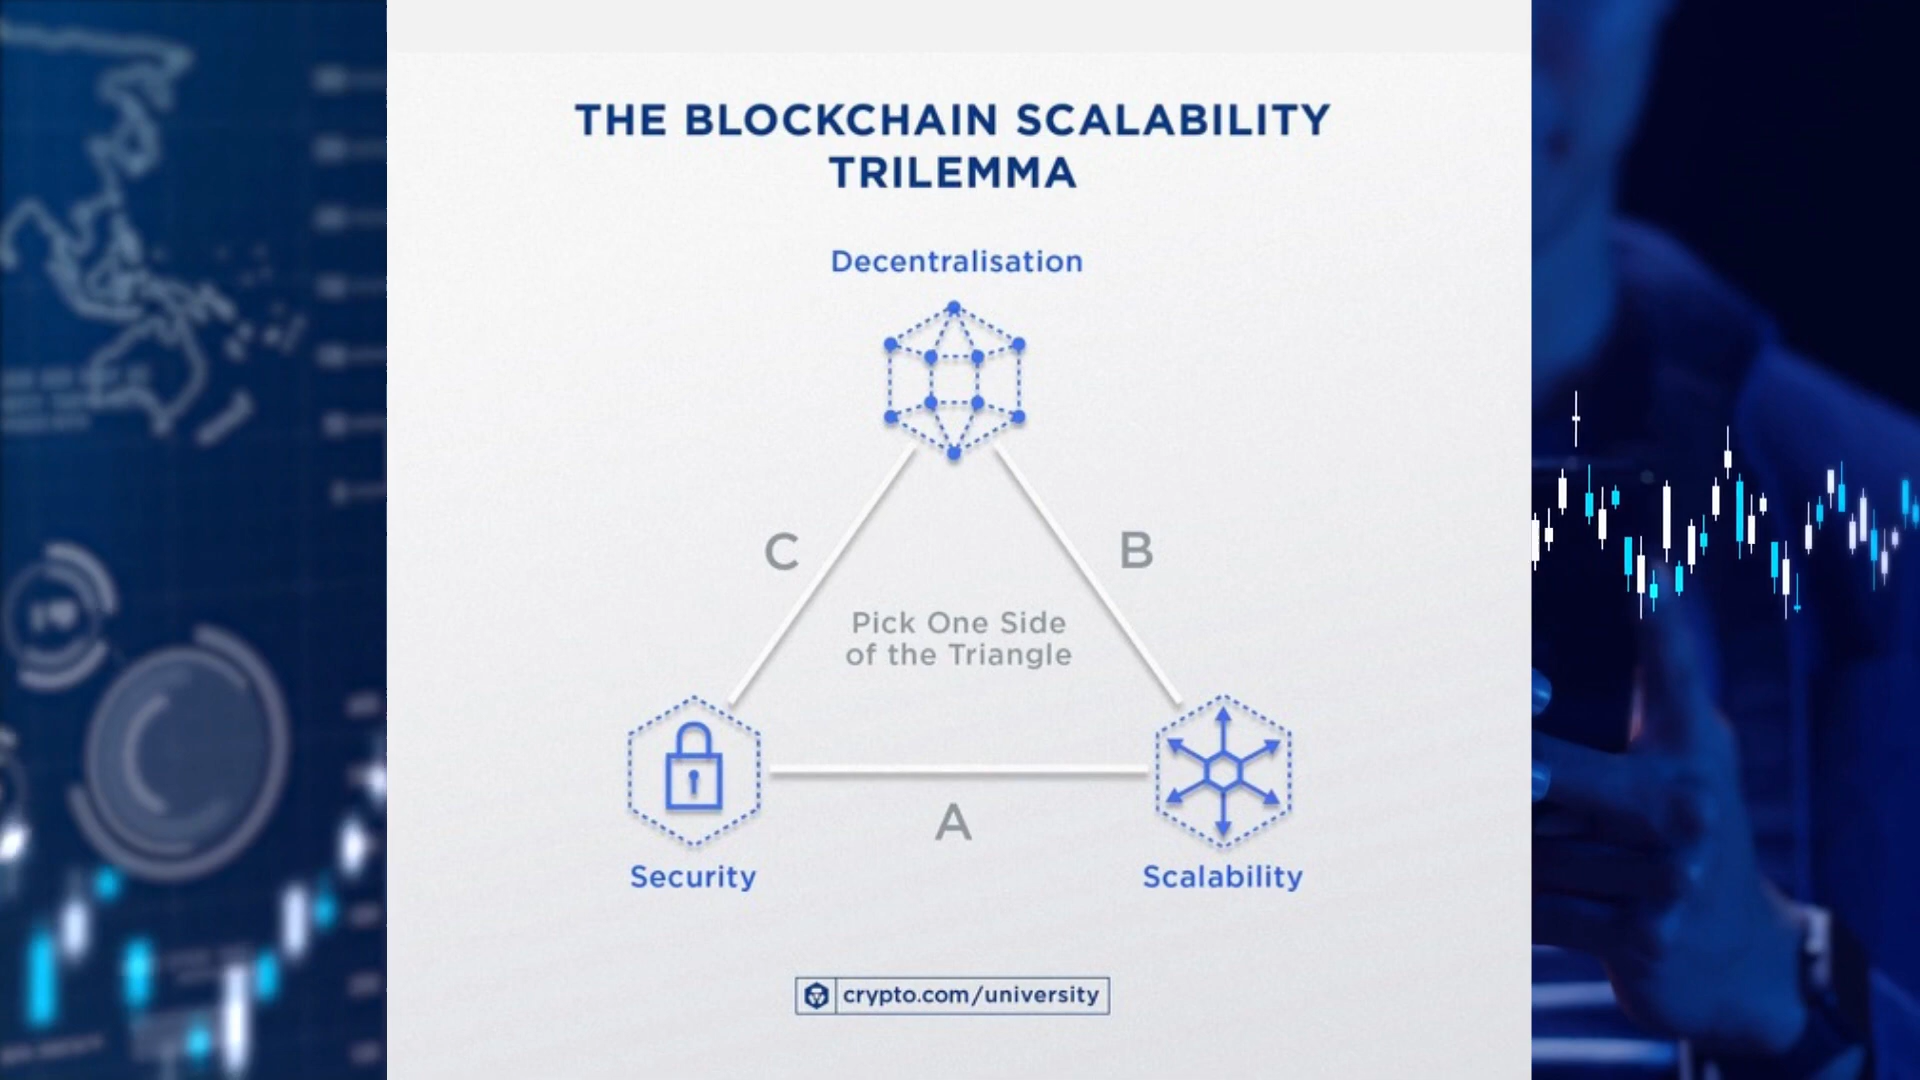 THE BLOCKCHAIN SCALABILITY
TRILEMMA
Decentralisation
C
B
Pick One Side
of the Triangle
A
Security
Scalability
crypto.com/university